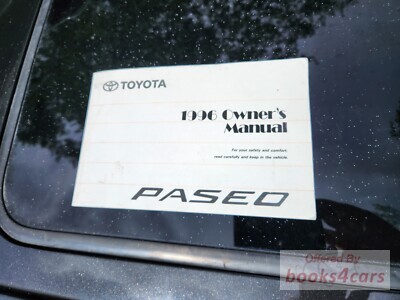 TOYOTA
1996 Owner's
Manual
For your safety and comfort,
read carefully and keep in the vehicle.
PASEO
Offered By
books4cars